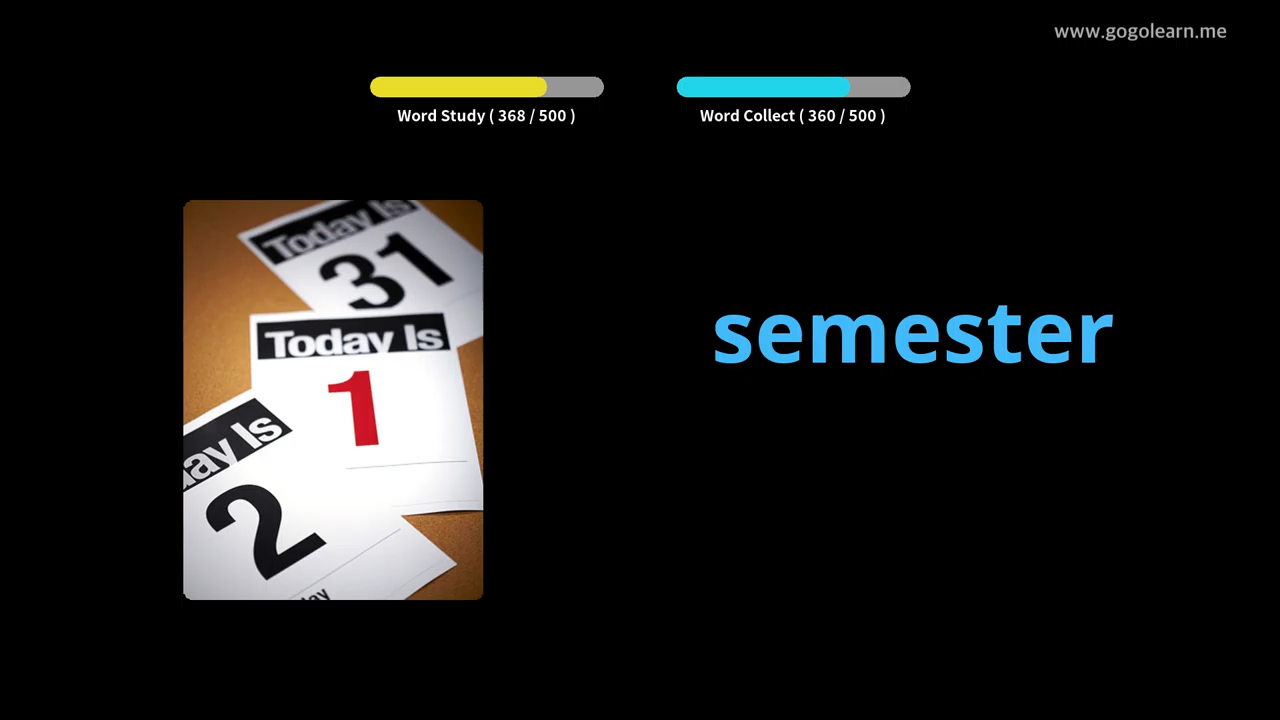 www.gogolearn.me
Word Study ( 368 / 500 )
Word Collect ( 360 / 500 )
Today Is
31
Today Is
1
ay Is
2
semester